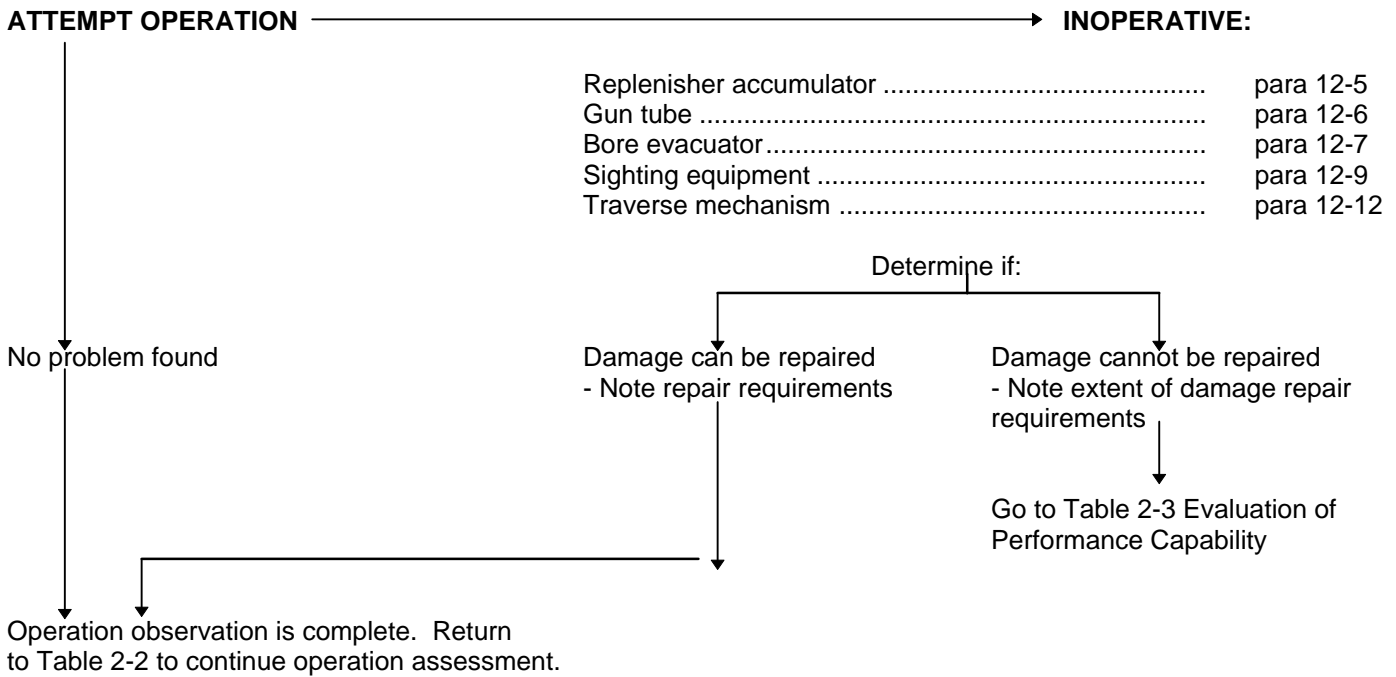 ATTEMPT OPERATION
INOPERATIVE:
Replenisher accumulator ............................................. para 12-5
Gun tube ....................................................................... para 12-6
Bore evacuator.............................................................. para 12-7
Sighting equipment ...................................................... para 12-9
Traverse mechanism ................................................... para 12-12
Determine if:
No problem found
Damage can be repaired
- Note repair requirements
Damage cannot be repaired
- Note extent of damage repair
requirements
Go to Table 2-3 Evaluation of
Performance Capability
Operation observation is complete.  Return
to Table 2-2 to continue operation assessment.